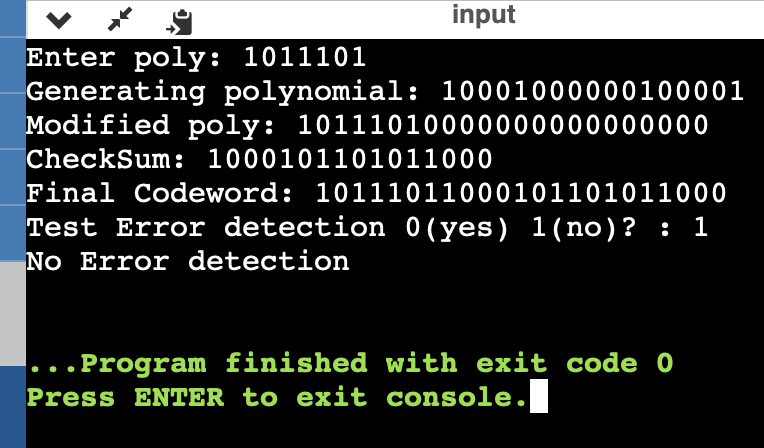 input
Enter poly: 1011101
Generating polynomial: 10001000000100001
Modified poly: 10111010000000000000000
CheckSum: 1000101101011000
Final Codeword: 10111011000101101011000
Test Error detection 0(yes) 1(no)? : 1
No Error detection
...Program finished with exit code 0
Press ENTER to exit console.